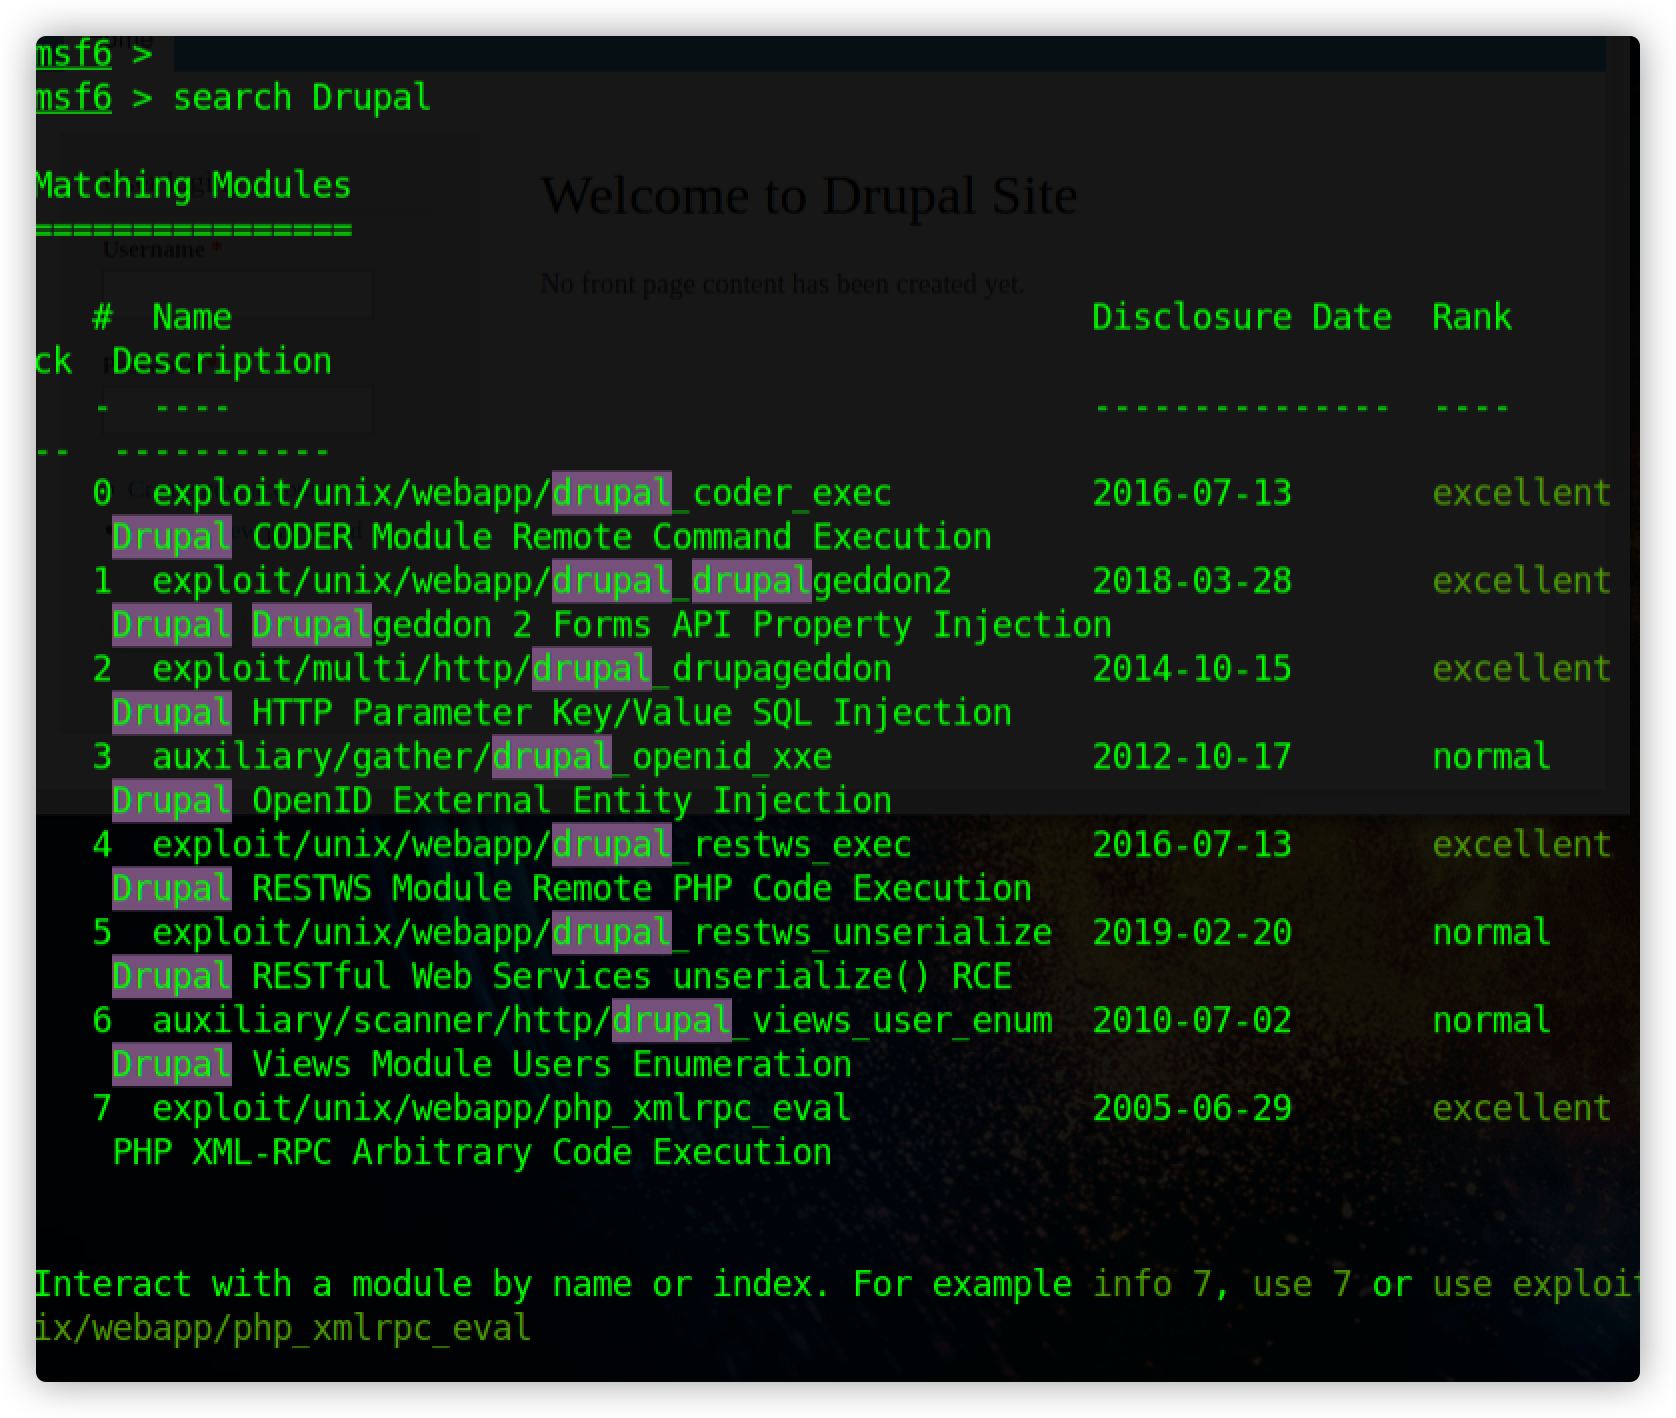 ome
msf6 >
msf6 > search Drupal
Matching Modules
================
Welcome to Drupal Site
Username *
No front page content has been created yet.
# Name Disclosure Date Rank
ck Description
- ---- --------------- ----
-- -----------
0 exploit/unix/webapp/drupal_coder_exec 2016-07-13 excellent
Drupal CODER Module Remote Command Execution
1 exploit/unix/webapp/drupal_drupalgeddon2 2018-03-28 excellent
Drupal Drupalgeddon 2 Forms API Property Injection
2 exploit/multi/http/drupal_drupageddon 2014-10-15 excellent
Drupal HTTP Parameter Key/Value SQL Injection
3 auxiliary/gather/drupal_openid_xxe 2012-10-17 normal
Drupal OpenID External Entity Injection
4 exploit/unix/webapp/drupal_restws_exec 2016-07-13 excellent
Drupal RESTWS Module Remote PHP Code Execution
5 exploit/unix/webapp/drupal_restws_unserialize 2019-02-20 normal
Drupal RESTful Web Services unserialize() RCE
6 auxiliary/scanner/http/drupal_views_user_enum 2010-07-02 normal
Drupal Views Module Users Enumeration
7 exploit/unix/webapp/php_xmlrpc_eval 2005-06-29 excellent
PHP XML-RPC Arbitrary Code Execution
Interact with a module by name or index. For example info 7, use 7 or use exploit
ix/webapp/php_xmlrpc_eval